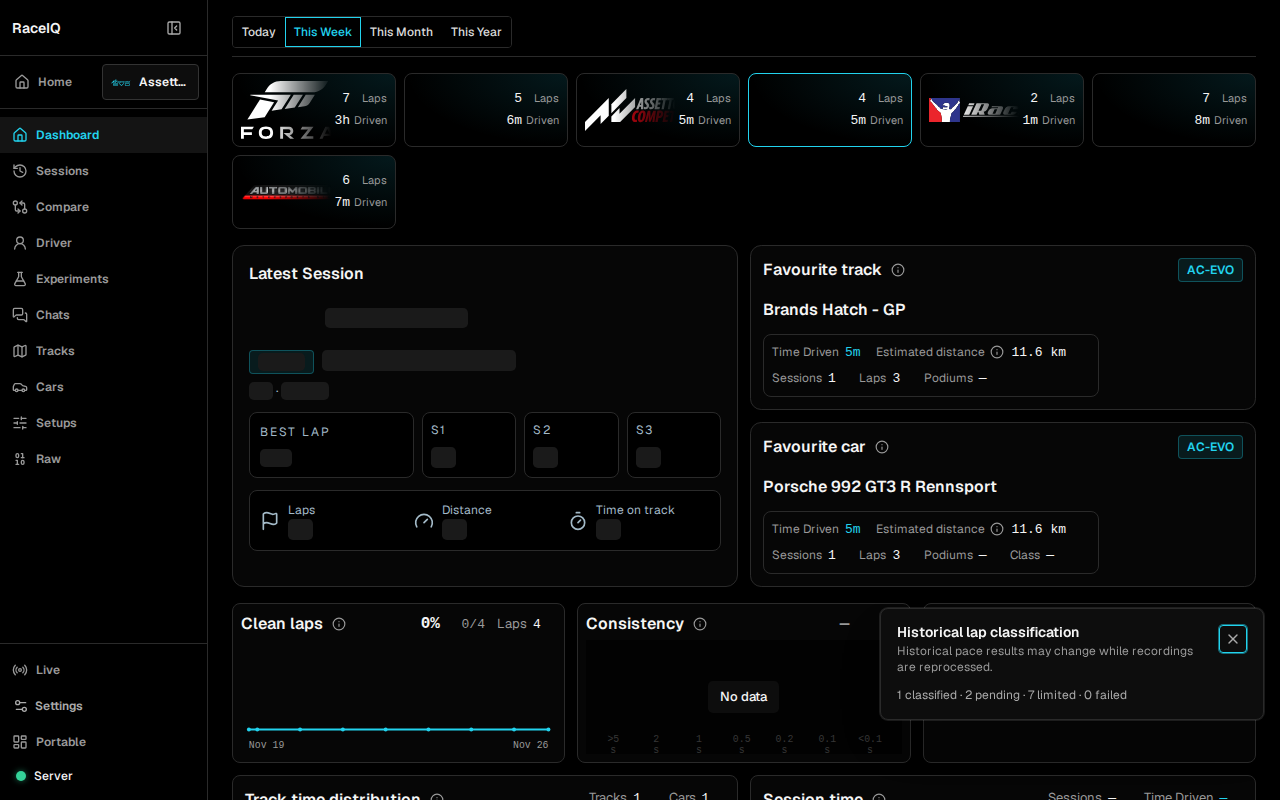 RaceIQ
Home
Assett...
Dashboard
Sessions
Compare
Driver
Experiments
Chats
Tracks
Cars
Setups
Raw
Live
Settings
Portable
Server
Today This Week This Month This Year
FORZA 7 Laps 3h Driven
5 Laps 6m Driven
ASSETT COMPE 4 Laps 5m Driven
4 Laps 5m Driven
iRac 2 Laps 1m Driven
7 Laps 8m Driven
AUTOMOBIL 6 Laps 7m Driven
Latest Session
·
BEST LAP S1 S2 S3
Laps Distance Time on track
Favourite track AC-EVO
Brands Hatch - GP
Time Driven 5m Estimated distance 11.6 km
Sessions 1 Laps 3 Podiums —
Favourite car AC-EVO
Porsche 992 GT3 R Rennsport
Time Driven 5m Estimated distance 11.6 km
Sessions 1 Laps 3 Podiums — Class —
Clean laps 0% 0/4 Laps 4
Nov 19 Nov 26
Consistency —
No data
>5 s 2 s 1 s 0.5 s 0.2 s 0.1 s <0.1 s
Historical lap classification
Historical pace results may change while recordings
are reprocessed.
1 classified · 2 pending · 7 limited · 0 failed
Track time distribution Tracks 1 Cars 1
Session time Sessions — Time Driven —